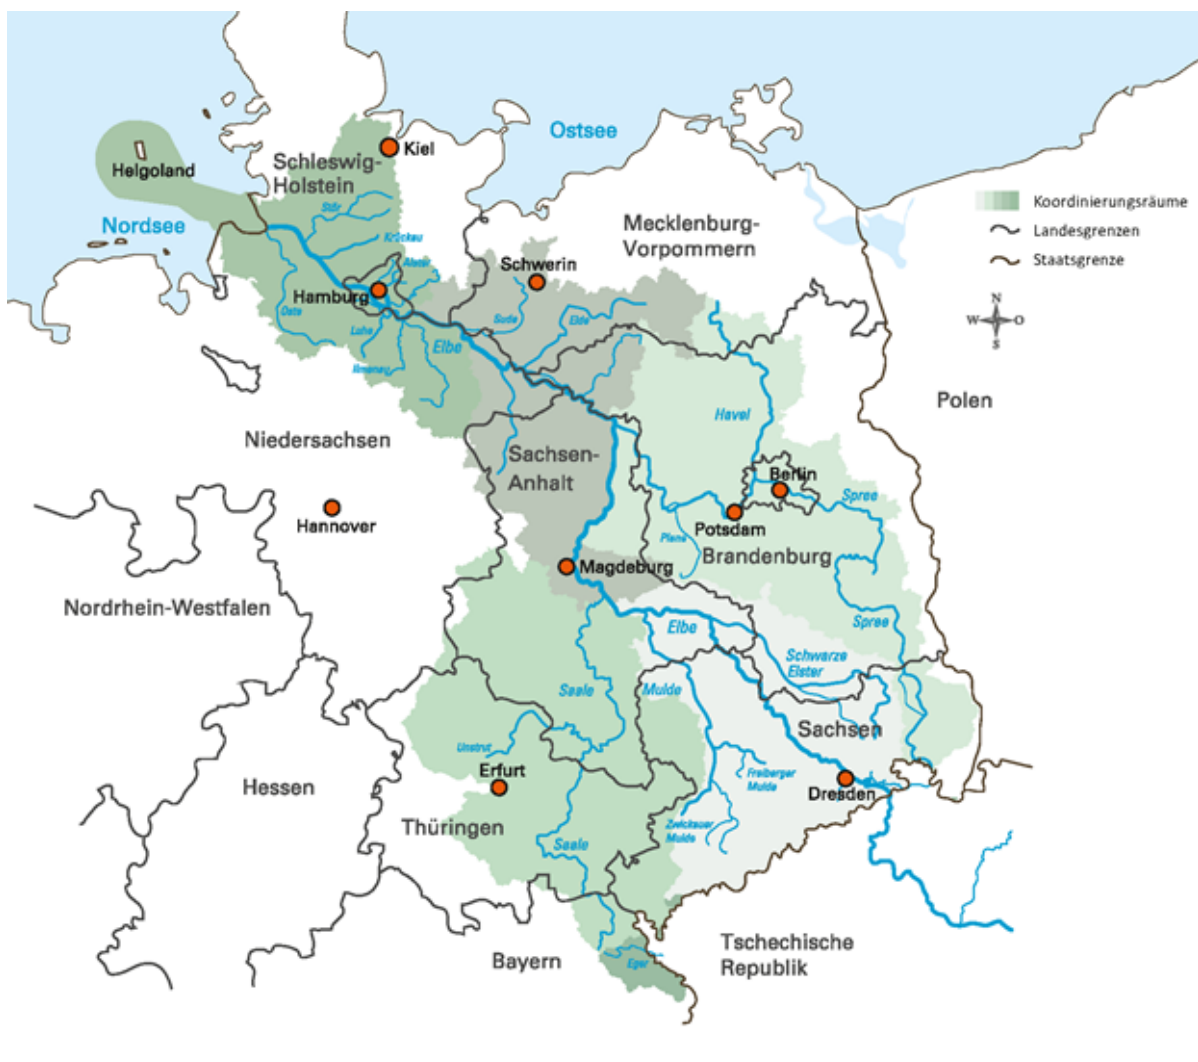 Ostsee
Kiel
Schleswig-
Holstein
Helgoland
Nordsee
Stör
Krückau
Alster
Mecklenburg-
Vorpommern
Koordinierungsräume
Landesgrenzen
Staatsgrenze
N
W
O
S
Schwerin
Hamburg
Oste
Luhe
Ilmenau
Elbe
Sude
Elde
Polen
Havel
Niedersachsen
Sachsen-
Anhalt
Berlin
Spree
Hannover
Potsdam
Plane
Brandenburg
Magdeburg
Nordrhein-Westfalen
Elbe
Spree
Schwarze
Elster
Saale
Mulde
Sachsen
Unstrut
Erfurt
Freiberger
Mulde
Hessen
Dresden
Thüringen
Zwickauer
Mulde
Saale
Tschechische
Republik
Bayern
Eger